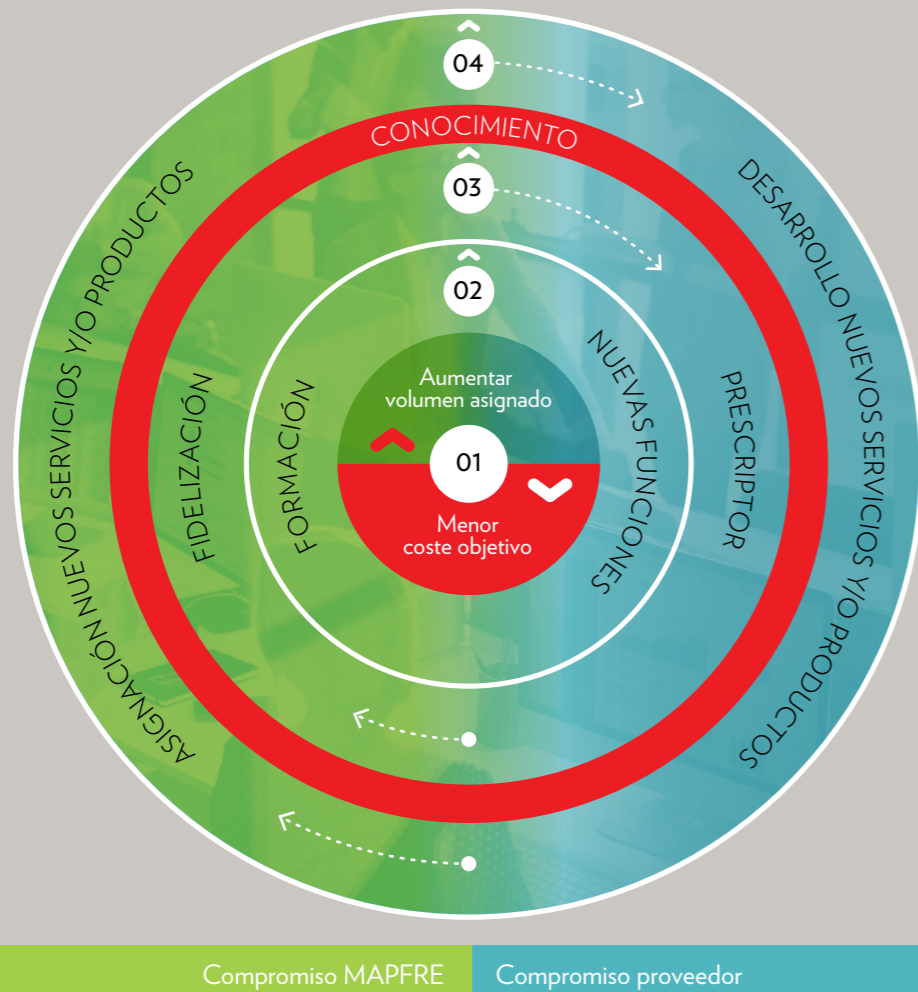 04
CONOCIMIENTO
03
02
ASIGNACIÓN NUEVOS SERVICIOS Y/O PRODUCTOS
FIDELIZACIÓN
FORMACIÓN
Aumentar
volumen asignado
01
Menor
coste objetivo
NUEVAS FUNCIONES
PRESCRIPTOR
DESARROLLO NUEVOS SERVICIOS Y/O PRODUCTOS
Compromiso MAPFRE
Compromiso proveedor